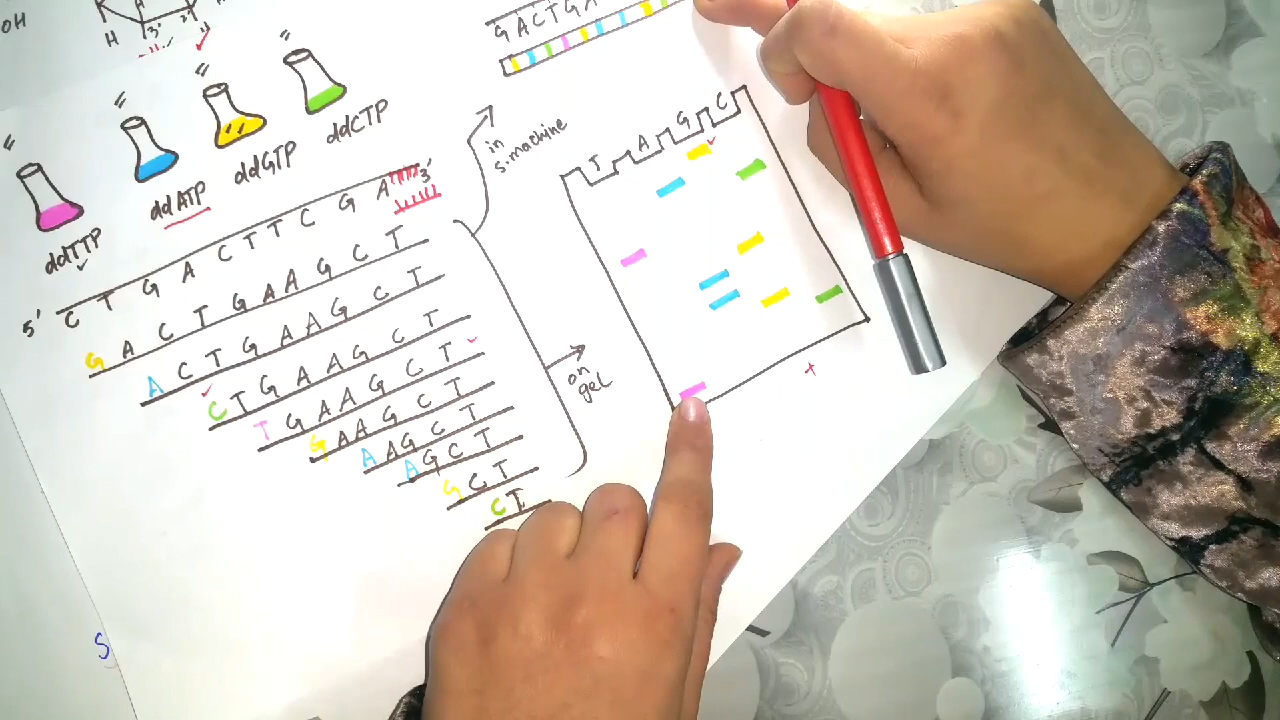 OH
H
3'
2'
H
G A C T G A
ddTTP
ddATP
ddGTP
ddCTP
in
s.machine
5' C T G A C T T C G A 3'
G A C T G A A G C T
A C T G A A G C T
C T G A A G C T
T G A A G C T
G A A G C T
A A G C T
A G C T
G C T
C T
on
gel
T A G C
+
S